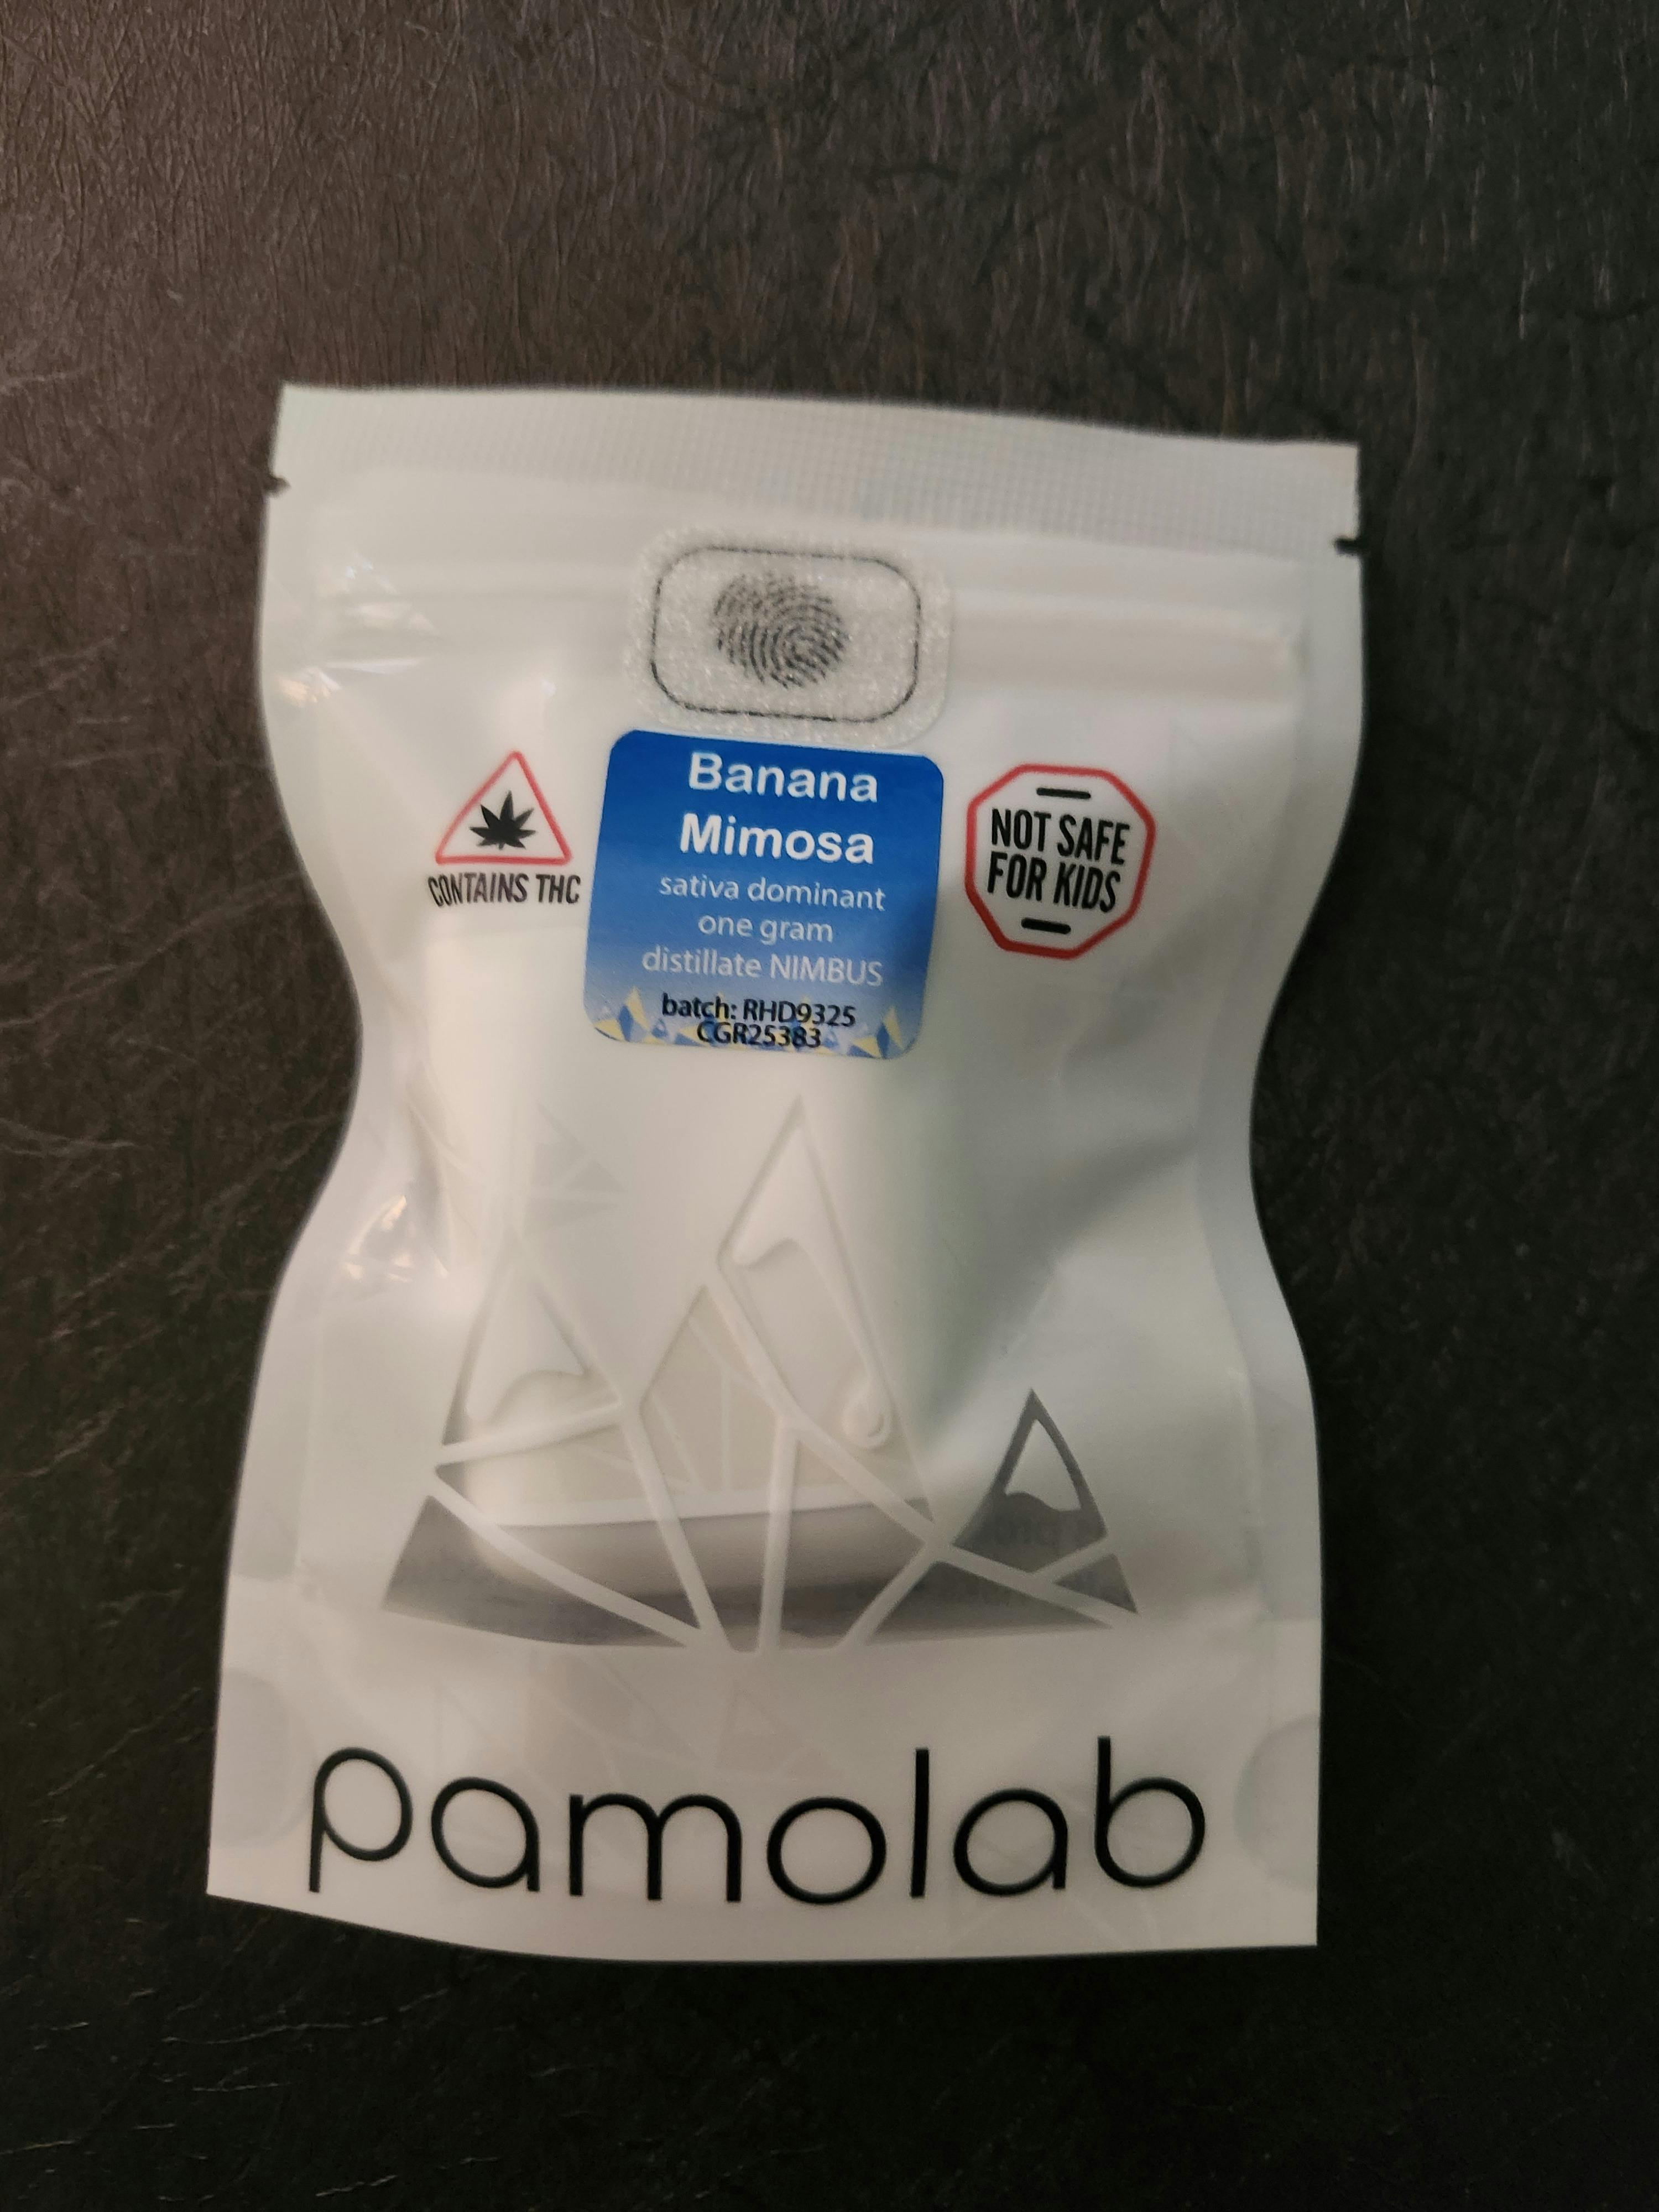 Banana
Mimosa
sativa dominant
one gram
distillate NIMBUS
batch: RHD9325
CGR25383
CONTAINS THC
NOT SAFE
FOR KIDS
pamolab